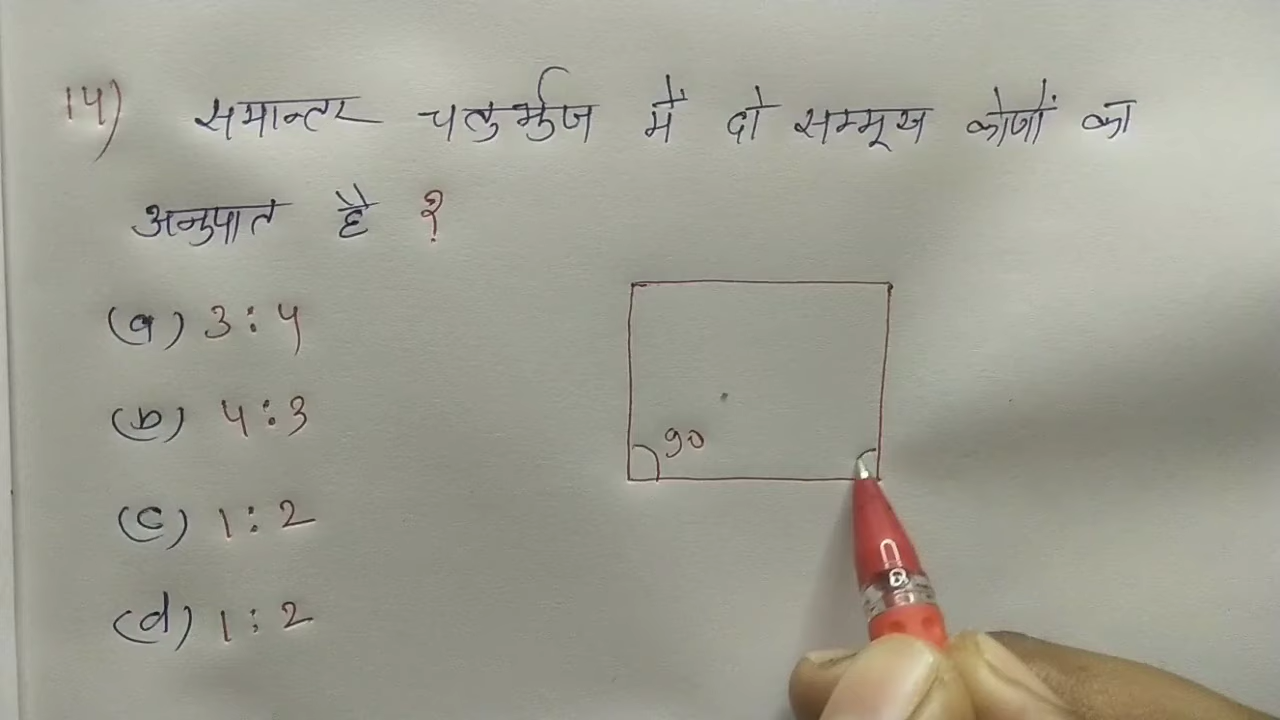 14) समान्तर चतुर्भुज में दो सम्मूख कोणों का
अनुपात है ?
(a) 3 : 4
(b) 4 : 3
(c) 1 : 2
(d) 1 : 2
90